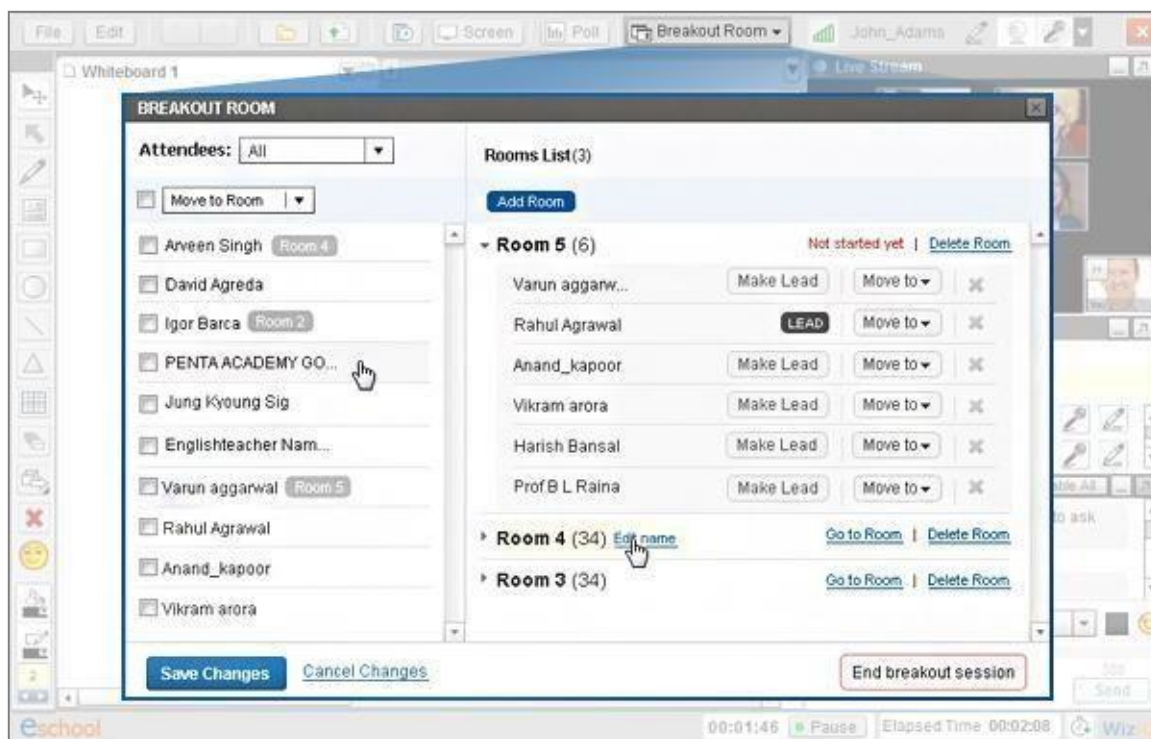 File Edit Screen Poll Breakout Room John_Adams
Whiteboard 1 Live Stream
BREAKOUT ROOM
Attendees: All
Rooms List(3)
Move to Room
Add Room
Arveen Singh Room 4
David Agreda
Igor Barca Room 2
PENTA ACADEMY GO...
Jung Kyoung Sig
Englishteacher Nam...
Varun aggarwal Room 5
Rahul Agrawal
Anand_kapoor
Vikram arora
Room 5 (6) Not started yet | Delete Room
Varun aggarw... Make Lead Move to
Rahul Agrawal LEAD Move to
Anand_kapoor Make Lead Move to
Vikram arora Make Lead Move to
Harish Bansal Make Lead Move to
Prof B L Raina Make Lead Move to
Room 4 (34) Edit name Go to Room | Delete Room
Room 3 (34) Go to Room | Delete Room
Save Changes Cancel Changes End breakout session
All
to ask
2
500
Send
eschool 00:01:46 Pause Elapsed Time 00:02:08 Wiz